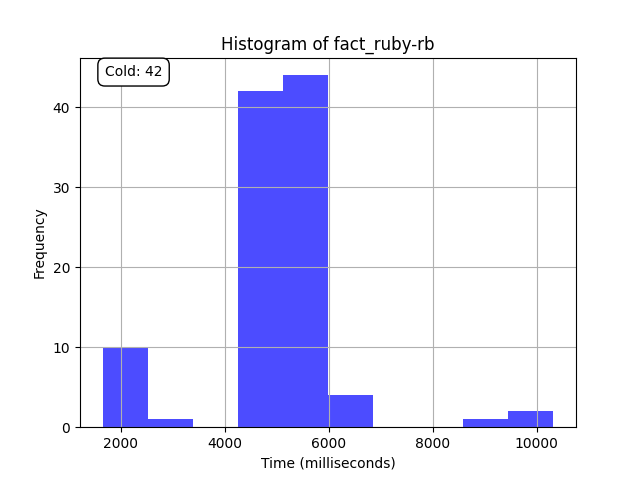 Histogram of fact_ruby-rb
Cold: 42
Frequency
40
30
20
10
0
2000 4000 6000 8000 10000
Time (milliseconds)